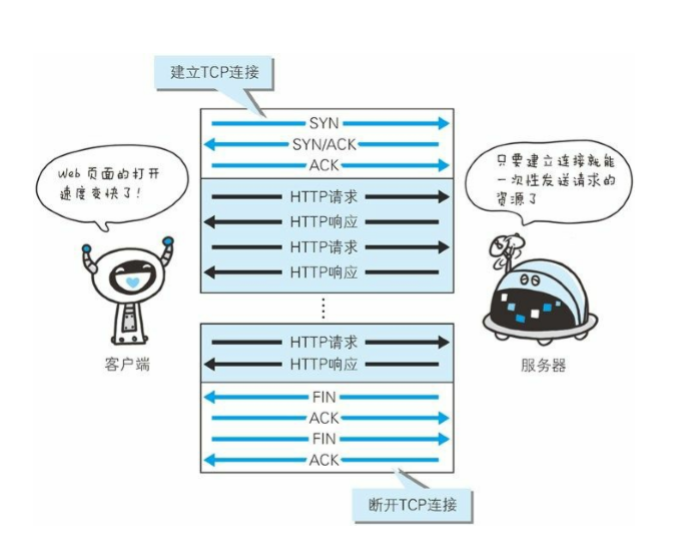 建立TCP连接
SYN
SYN/ACK
ACK
Web 页面的打开
速度变快了！
只要建立连接就能
一次性发送请求的
资源了
HTTP请求
HTTP响应
HTTP请求
HTTP响应
HTTP请求
HTTP响应
客户端
服务器
FIN
ACK
FIN
ACK
断开TCP连接